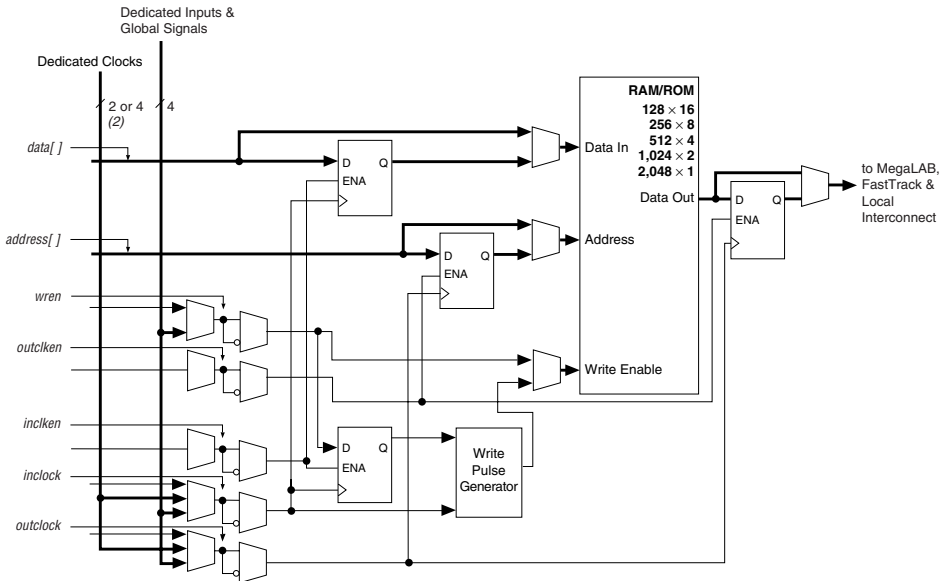 Dedicated Inputs &
Global Signals
Dedicated Clocks
2 or 4
(2)
4
data[ ]
D
Q
ENA
RAM/ROM
128 × 16
256 × 8
512 × 4
1,024 × 2
2,048 × 1
Data In
Data Out
D
Q
ENA
to MegaLAB,
FastTrack &
Local
Interconnect
address[ ]
D
Q
ENA
Address
wren
outclken
Write Enable
inclken
D
Q
ENA
Write
Pulse
Generator
inclock
outclock